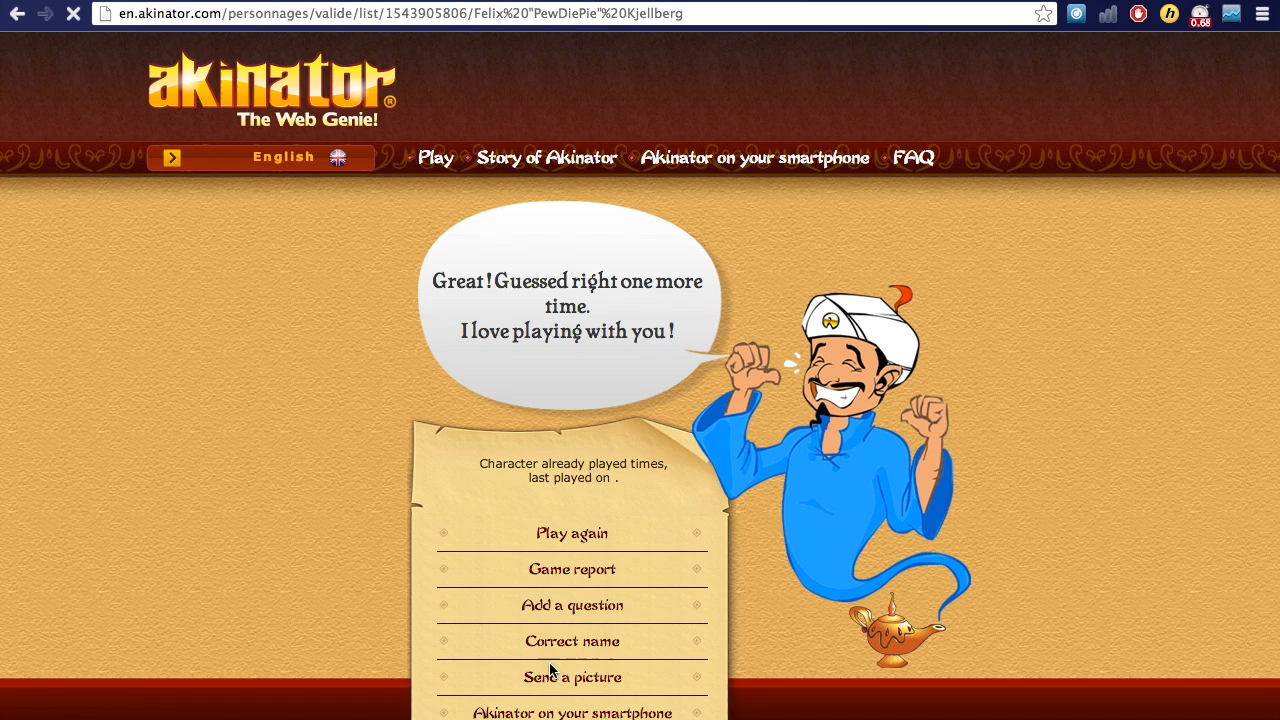 en.akinator.com/personnages/valide/list/1543905806/Felix%20"PewDiePie"%20Kjellberg
h
0.68
akinator®
The Web Genie!
English
Play Story of Akinator Akinator on your smartphone FAQ
Great ! Guessed right one more
time.
I love playing with you !
Character already played times,
last played on .
Play again
Game report
Add a question
Correct name
Send a picture
Akinator on your smartphone